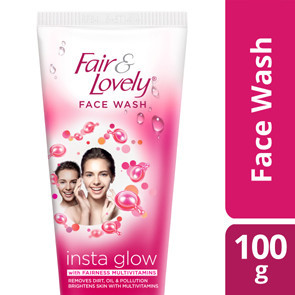 Fair &
Lovely
FACE WASH
insta glow
with FAIRNESS MULTIVITAMINS
REMOVES DIRT, OIL & POLLUTION
BRIGHTENS SKIN WITH MULTIVITAMINS
Face Wash
100
g